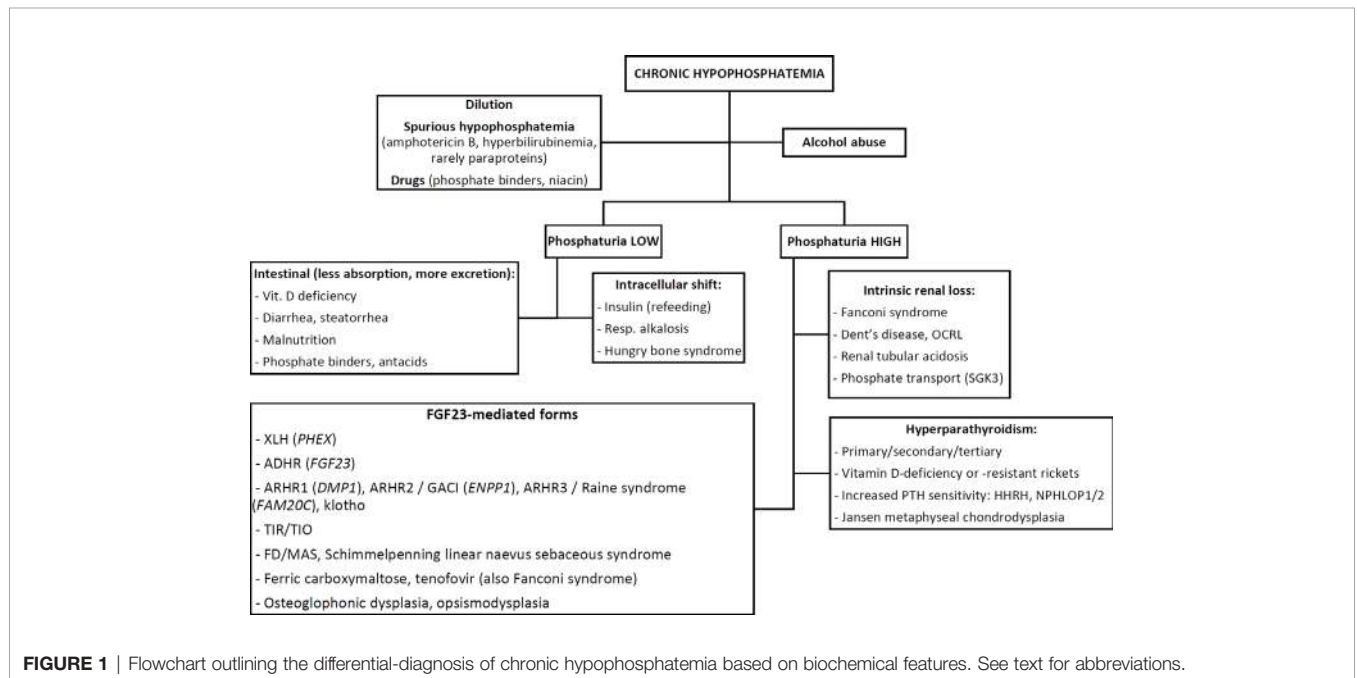 CHRONIC HYPOPHOSPHATEMIA
Dilution
Spurious hypophosphatemia
(amphotericin B, hyperbilirubinemia,
rarely paraproteins)
Drugs (phosphate binders, niacin)
Alcohol abuse
Phosphaturia LOW
Phosphaturia HIGH
Intestinal (less absorption, more excretion):
- Vit. D deficiency
- Diarrhea, steatorrhea
- Malnutrition
- Phosphate binders, antacids
Intracellular shift:
- Insulin (refeeding)
- Resp. alkalosis
- Hungry bone syndrome
Intrinsic renal loss:
- Fanconi syndrome
- Dent's disease, OCRL
- Renal tubular acidosis
- Phosphate transport (SGK3)
FGF23-mediated forms
- XLH (PHEX)
- ADHR (FGF23)
- ARHR1 (DMP1), ARHR2 / GACI (ENPP1), ARHR3 / Raine syndrome
(FAM20C), klotho
- TIR/TIO
- FD/MAS, Schimmelpenning linear naevus sebaceous syndrome
- Ferric carboxymaltose, tenofovir (also Fanconi syndrome)
- Osteoglophonic dysplasia, opsismodysplasia
Hyperparathyroidism:
- Primary/secondary/tertiary
- Vitamin D-deficiency or -resistant rickets
- Increased PTH sensitivity: HHRH, NPHLOP1/2
- Jansen metaphyseal chondrodysplasia
FIGURE 1 | Flowchart outlining the differential-diagnosis of chronic hypophosphatemia based on biochemical features. See text for abbreviations.